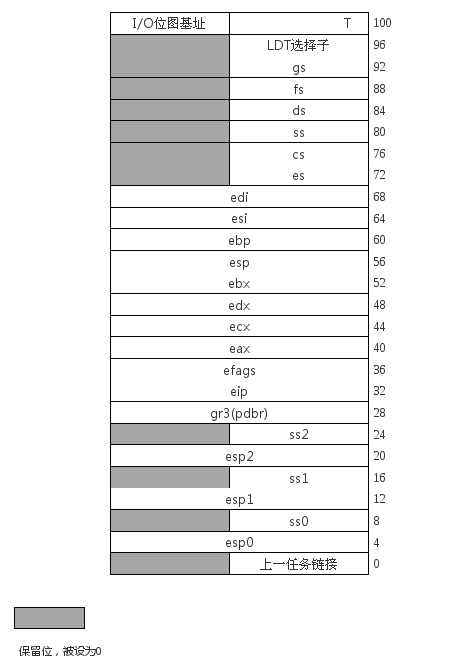 I/O位图基址 T 100
LDT选择子 96
gs 92
fs 88
ds 84
ss 80
cs 76
es 72
edi 68
esi 64
ebp 60
esp 56
ebx 52
edx 48
ecx 44
eax 40
efags 36
eip 32
gr3(pdbr) 28
ss2 24
esp2 20
ss1 16
esp1 12
ss0 8
esp0 4
上一任务链接 0
保留位，被设为0